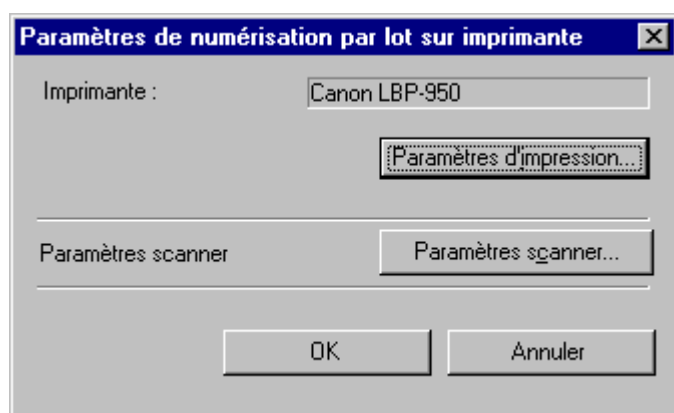 Paramètres de numérisation par lot sur imprimante
Imprimante :
Canon LBP-950
Paramètres d'impression...
Paramètres scanner
Paramètres scanner...
OK
Annuler